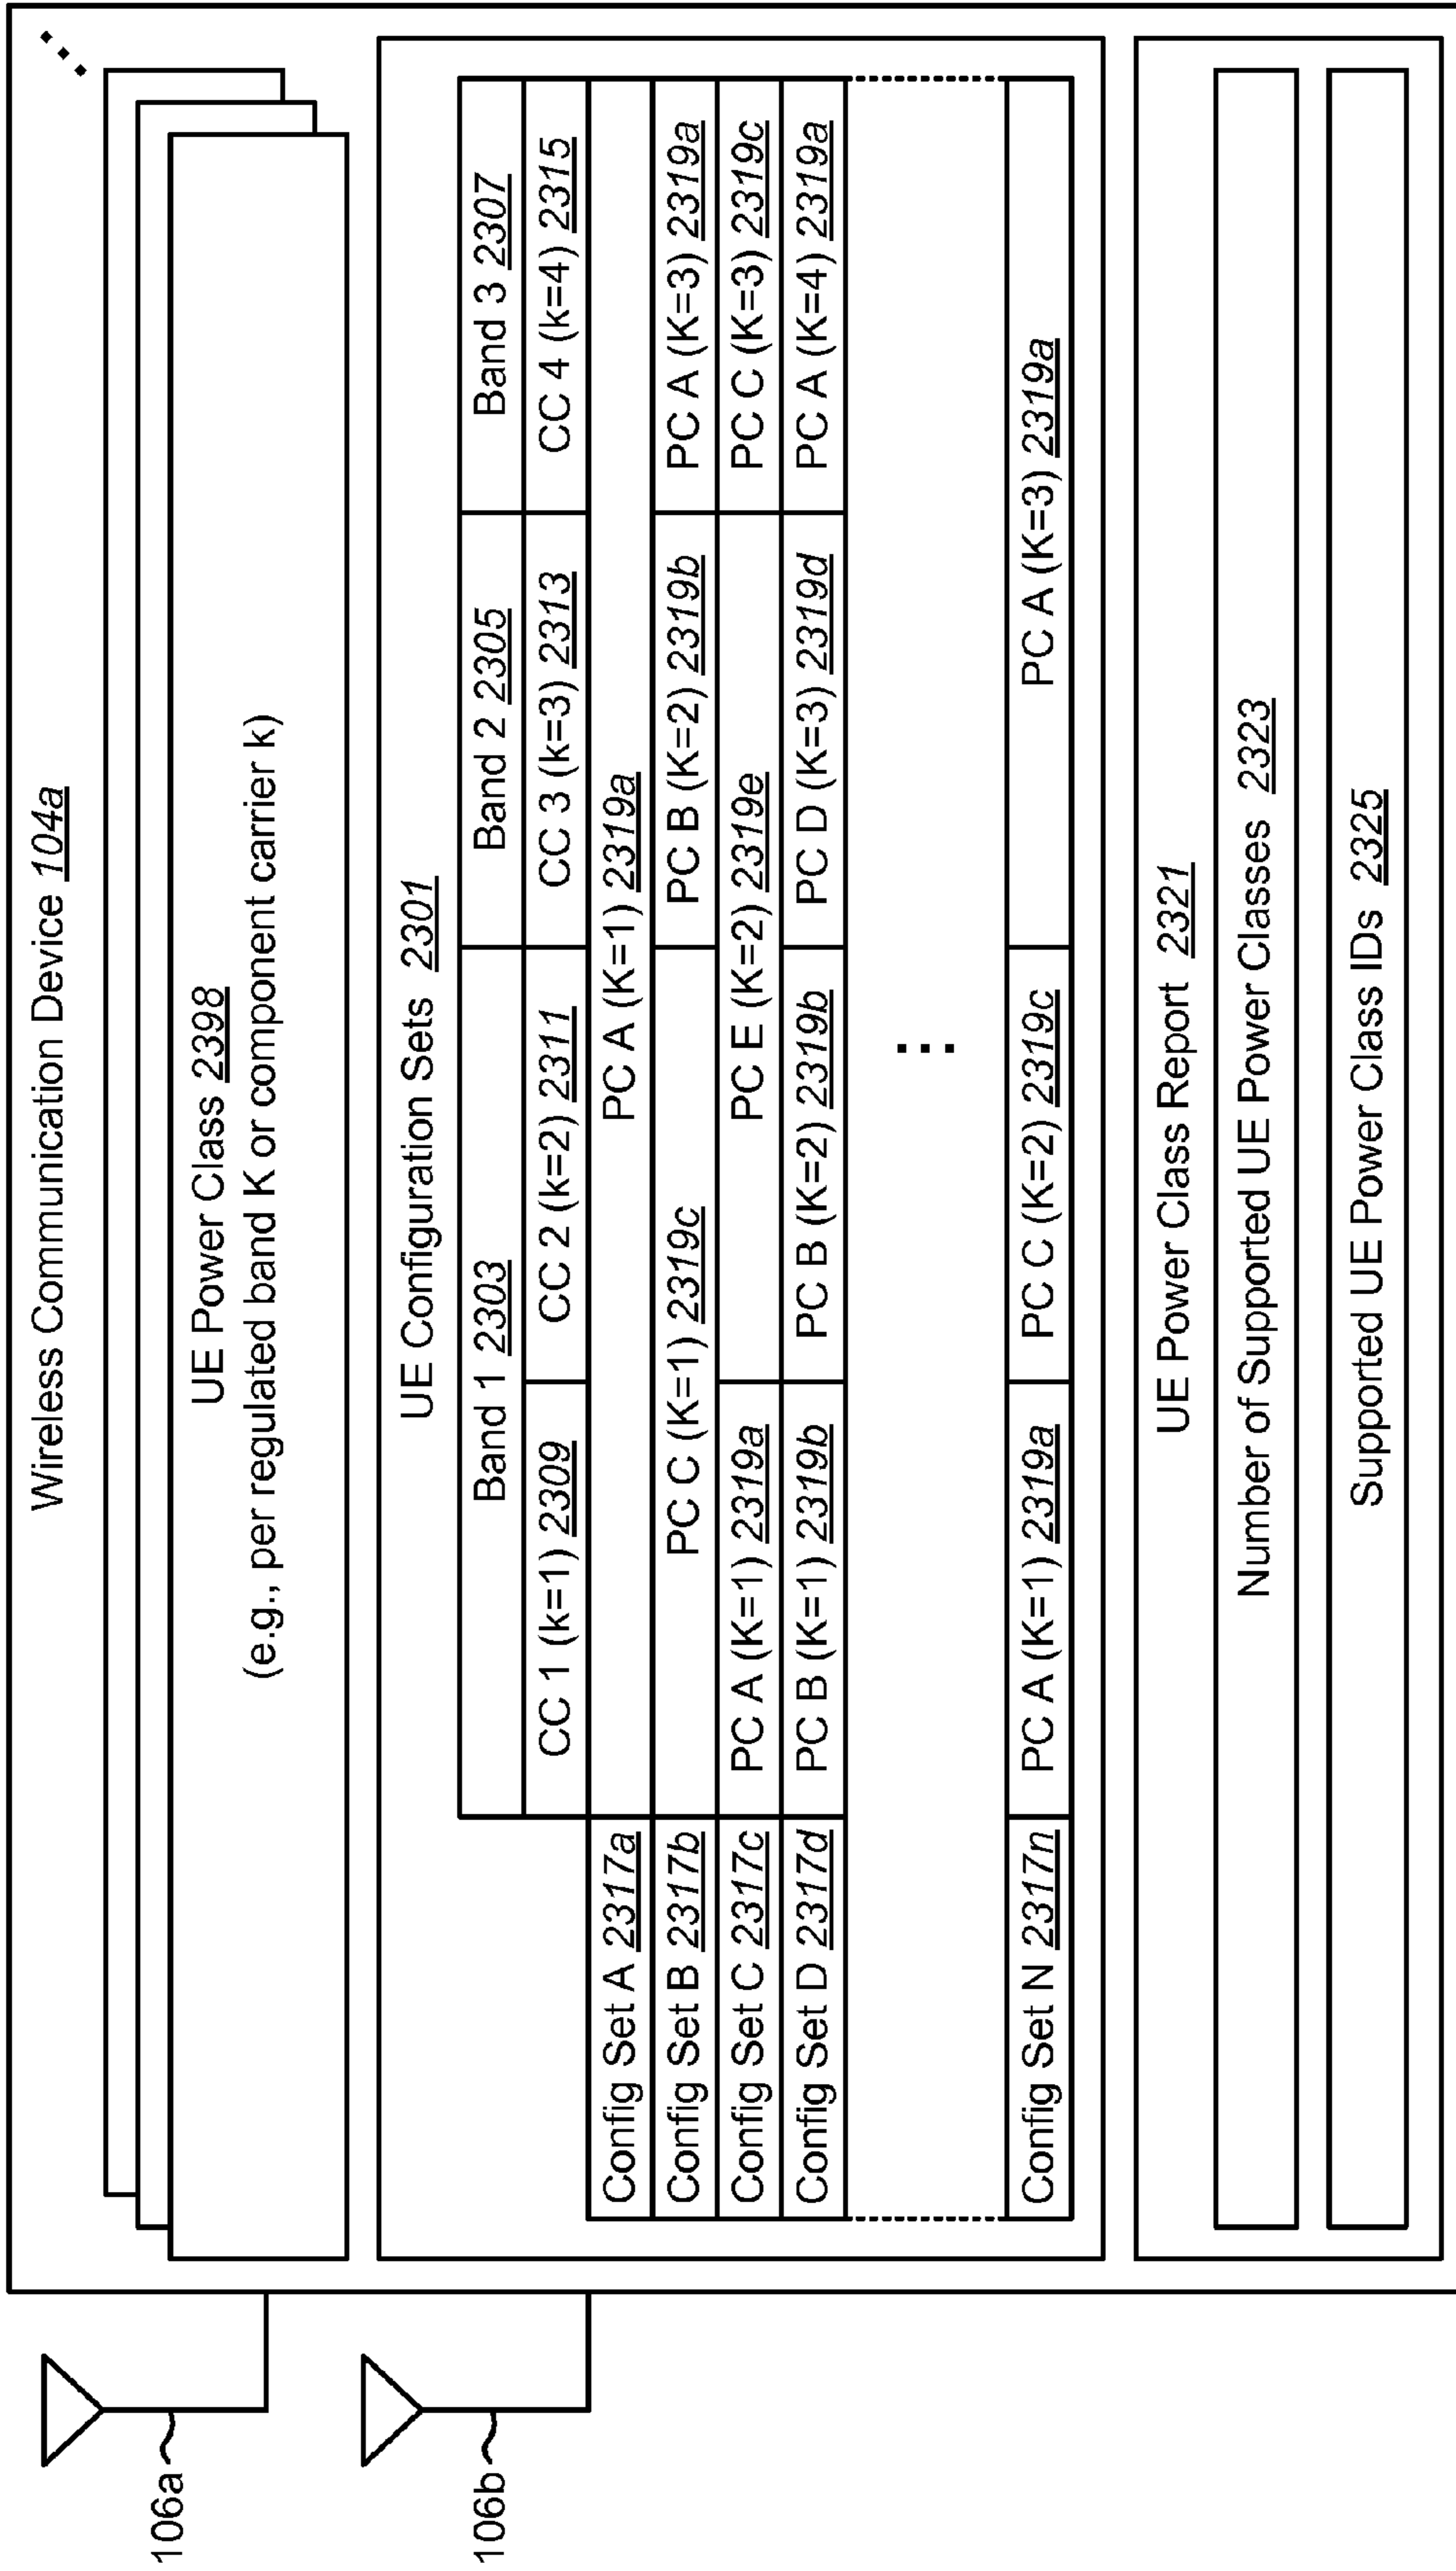 Wireless Communication Device 104a
106a
106b
UE Power Class 2398
(e.g., per regulated band K or component carrier k)
UE Configuration Sets 2301
Band 1 2303 Band 2 2305 Band 3 2307
CC 1 (k=1) 2309 CC 2 (k=2) 2311 CC 3 (k=3) 2313 CC 4 (k=4) 2315
Config Set A 2317a PC A (K=1) 2319a
Config Set B 2317b PC C (K=1) 2319c PC B (K=2) 2319b PC A (K=3) 2319a
Config Set C 2317c PC A (K=1) 2319a PC E (K=2) 2319e PC C (K=3) 2319c
Config Set D 2317d PC B (K=1) 2319b PC B (K=2) 2319b PC D (K=3) 2319d PC A (K=4) 2319a
...
Config Set N 2317n PC A (K=1) 2319a PC C (K=2) 2319c PC A (K=3) 2319a
UE Power Class Report 2321
Number of Supported UE Power Classes 2323
Supported UE Power Class IDs 2325